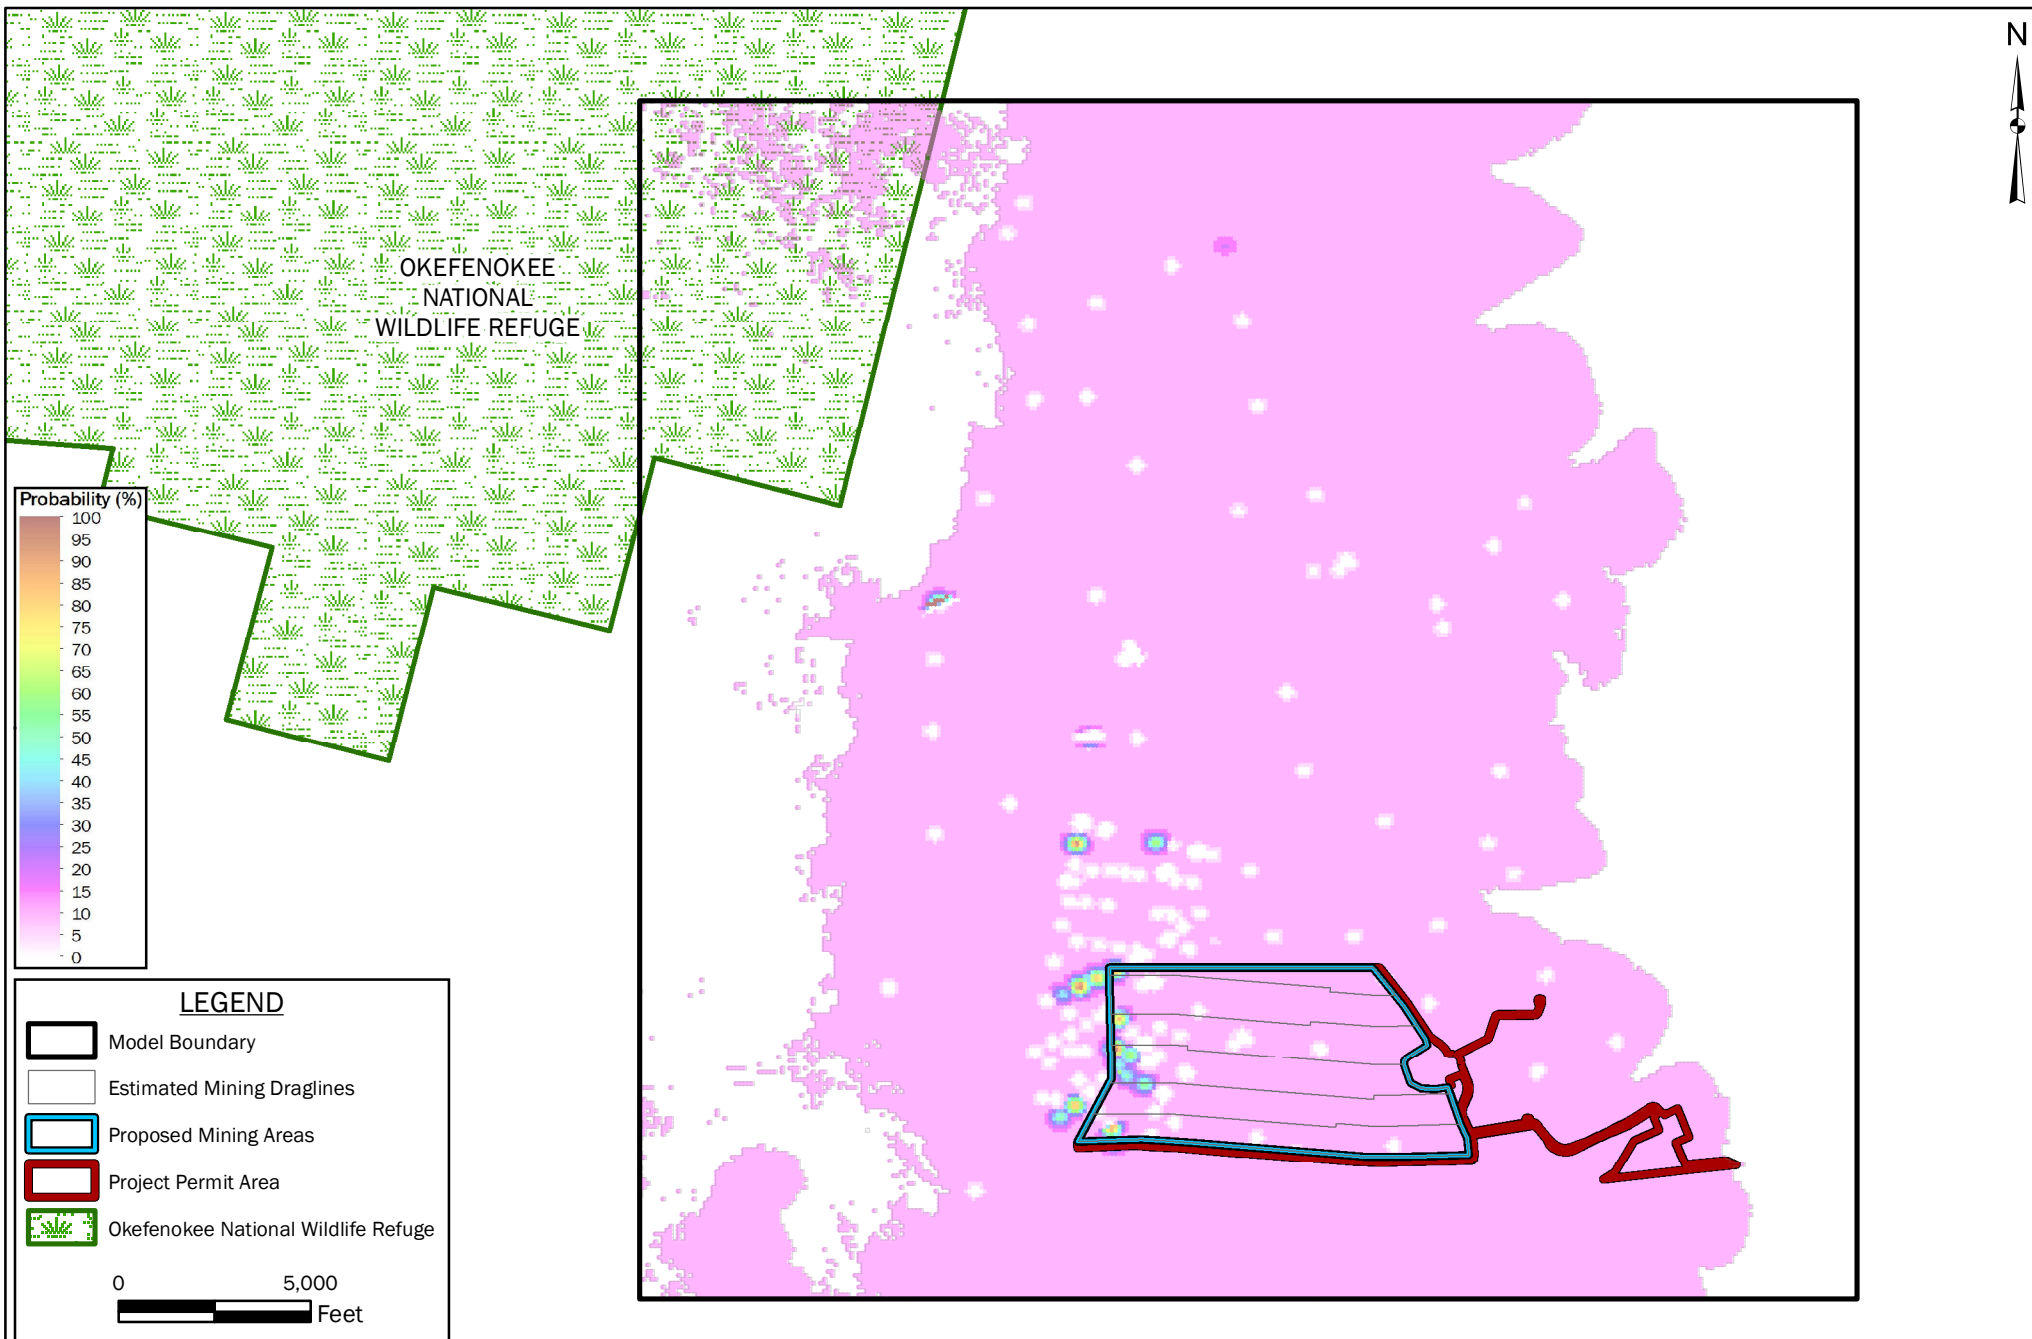 N
OKEFENOKEE
NATIONAL
WILDLIFE REFUGE
Probability (%)
100
95
90
85
80
75
70
65
60
55
50
45
40
35
30
25
20
15
10
5
0
LEGEND
Model Boundary
Estimated Mining Draglines
Proposed Mining Areas
Project Permit Area
Okefenokee National Wildlife Refuge
0 5,000
Feet